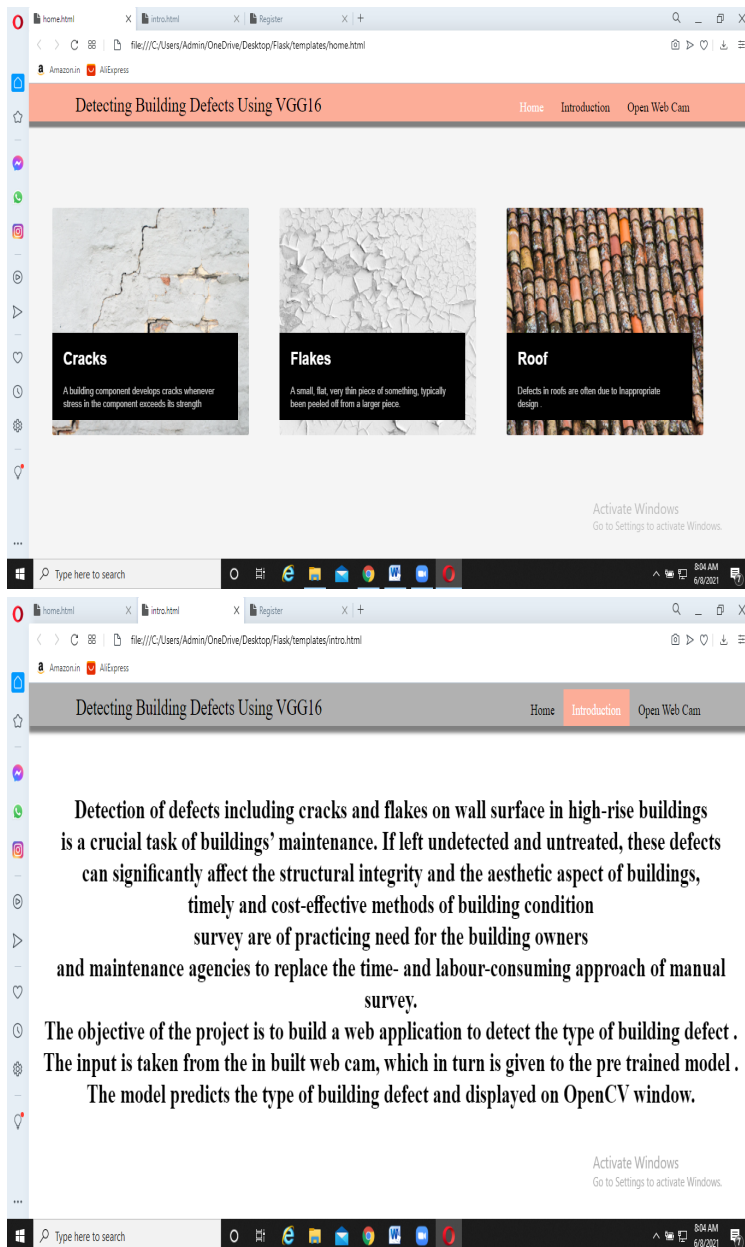 home.html intro.html Register
file:///C:/Users/Admin/OneDrive/Desktop/Flask/templates/home.html
Amazon.in AliExpress
Detecting Building Defects Using VGG16 Home Introduction Open Web Cam
Cracks
A building component develops cracks whenever
stress in the component exceeds its strength
Flakes
A small, flat, very thin piece of something, typically
been peeled off from a larger piece.
Roof
Defects in roofs are often due to Inappropriate
design .
Activate Windows
Go to Settings to activate Windows.
Type here to search
8:04 AM
6/8/2021
home.html intro.html Register
file:///C:/Users/Admin/OneDrive/Desktop/Flask/templates/intro.html
Amazon.in AliExpress
Detecting Building Defects Using VGG16 Home Introduction Open Web Cam
Detection of defects including cracks and flakes on wall surface in high-rise buildings
is a crucial task of buildings’ maintenance. If left undetected and untreated, these defects
can significantly affect the structural integrity and the aesthetic aspect of buildings,
timely and cost-effective methods of building condition
survey are of practicing need for the building owners
and maintenance agencies to replace the time- and labour-consuming approach of manual
survey.
The objective of the project is to build a web application to detect the type of building defect .
The input is taken from the in built web cam, which in turn is given to the pre trained model .
The model predicts the type of building defect and displayed on OpenCV window.
Activate Windows
Go to Settings to activate Windows.
Type here to search
8:04 AM
6/8/2021